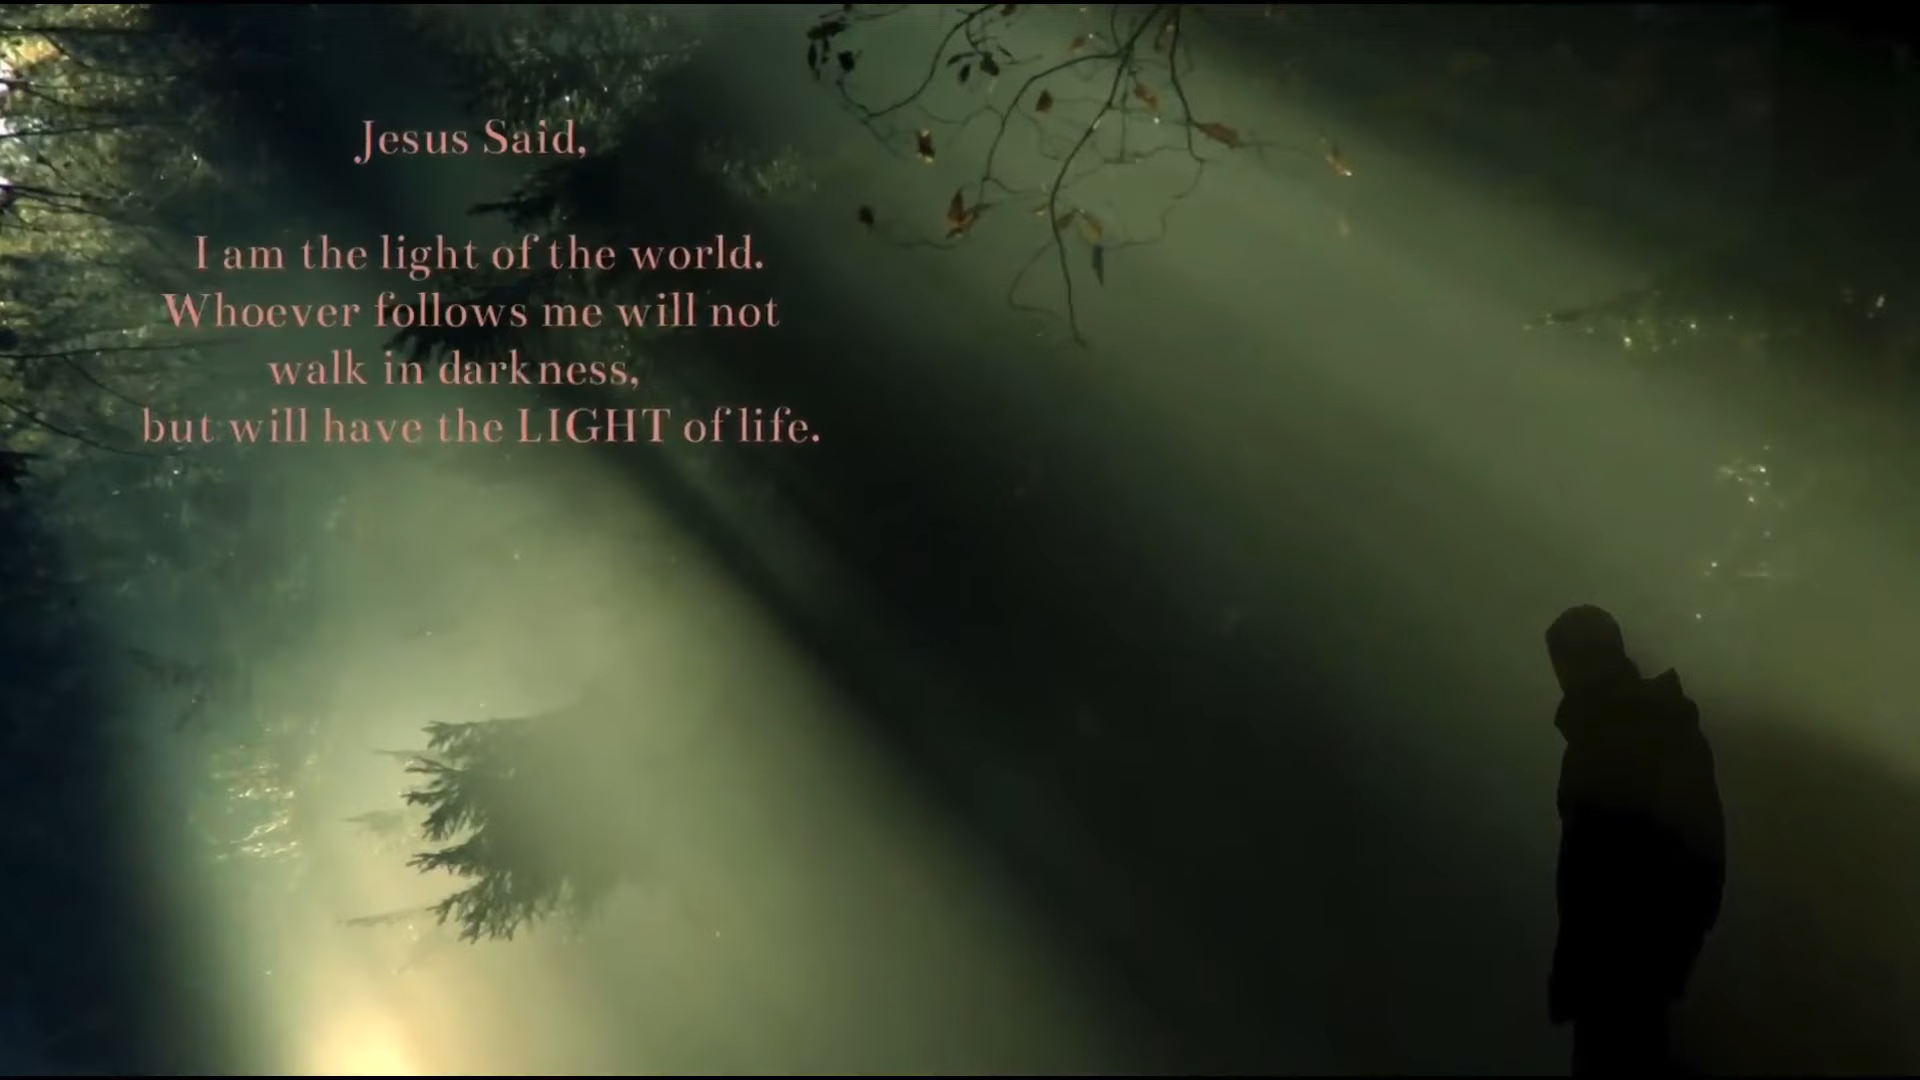 Jesus Said,
I am the light of the world.
Whoever follows me will not
walk in darkness,
but will have the LIGHT of life.